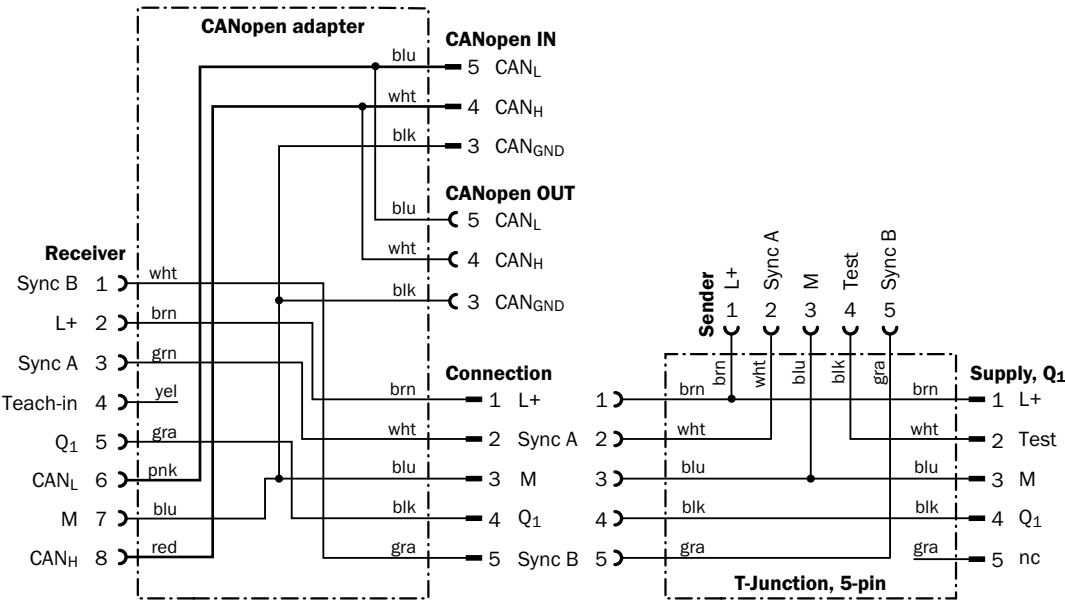 CANopen adapter
CANopen IN
blu 5 CANL
wht 4 CANH
blk 3 CANGND
CANopen OUT
blu 5 CANL
wht 4 CANH
blk 3 CANGND
Receiver
Sync B 1 wht
L+ 2 brn
Sync A 3 grn
Teach-in 4 yel
Q1 5 gra
CANL 6 pnk
M 7 blu
CANH 8 red
Connection
brn 1 L+
wht 2 Sync A
blu 3 M
blk 4 Q1
gra 5 Sync B
Sender
L+ Sync A M Test Sync B
1 2 3 4 5
brn wht blu blk gra
Supply, Q1
1 brn brn 1 L+
2 wht wht 2 Test
3 blu blu 3 M
4 blk blk 4 Q1
5 gra gra 5 nc
T-Junction, 5-pin